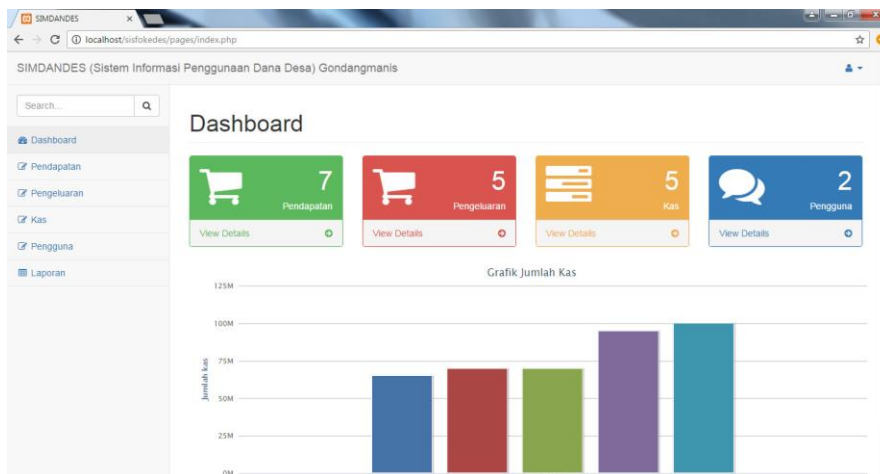 SIMDANDES
localhost/sisfokedes/pages/index.php
SIMDANDES (Sistem Informasi Penggunaan Dana Desa) Gondangmanis
Search...
Dashboard
Pendapatan
Pengeluaran
Kas
Pengguna
Laporan
Dashboard
7
Pendapatan
View Details
5
Pengeluaran
View Details
5
Kas
View Details
2
Pengguna
View Details
Grafik Jumlah Kas
Jumlah kas
125M
100M
75M
50M
25M
0M